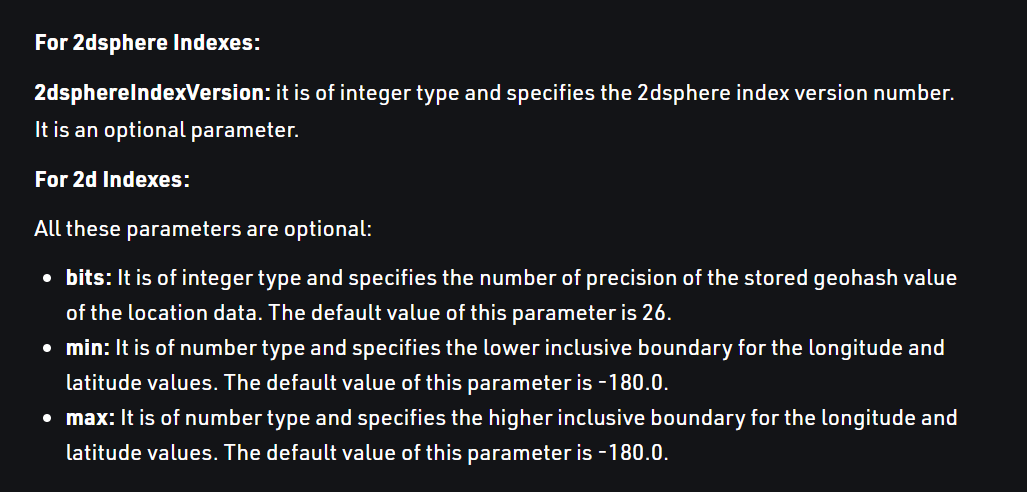 For 2dsphere Indexes:
2dsphereIndexVersion: it is of integer type and specifies the 2dsphere index version number.
It is an optional parameter.
For 2d Indexes:
All these parameters are optional:
• bits: It is of integer type and specifies the number of precision of the stored geohash value
of the location data. The default value of this parameter is 26.
• min: It is of number type and specifies the lower inclusive boundary for the longitude and
latitude values. The default value of this parameter is -180.0.
• max: It is of number type and specifies the higher inclusive boundary for the longitude and
latitude values. The default value of this parameter is -180.0.